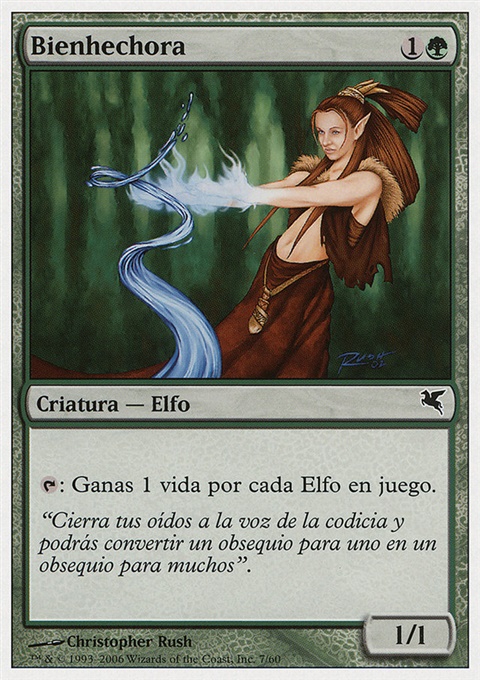 Bienhechora 1
RUSH 02
Criatura — Elfo
: Ganas 1 vida por cada Elfo en juego.
“Cierra tus oídos a la voz de la codicia y
podrás convertir un obsequio para uno en un
obsequio para muchos”.
1/1
Christopher Rush
™ & © 1993–2006 Wizards of the Coast, Inc. 7/60